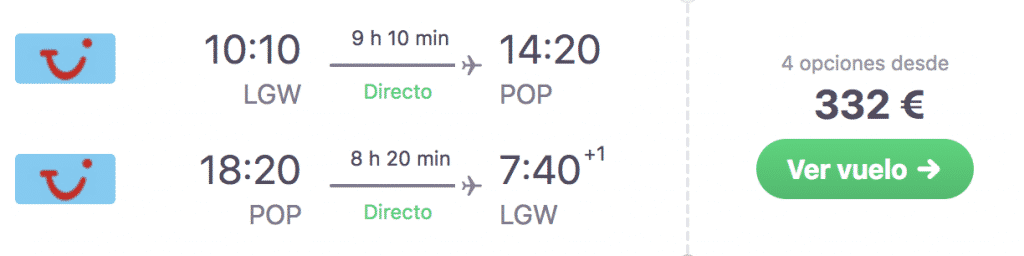 10:10 9 h 10 min 14:20
LGW Directo POP
18:20 8 h 20 min 7:40+1
POP Directo LGW
4 opciones desde
332 €
Ver vuelo →